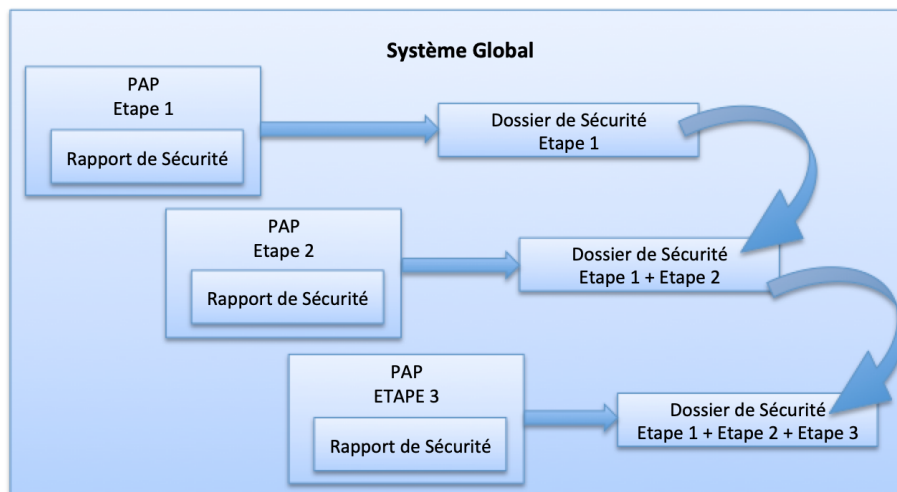 Système Global
PAP
Etape 1
Rapport de Sécurité
Dossier de Sécurité
Etape 1
PAP
Etape 2
Rapport de Sécurité
Dossier de Sécurité
Etape 1 + Etape 2
PAP
ETAPE 3
Rapport de Sécurité
Dossier de Sécurité
Etape 1 + Etape 2 + Etape 3